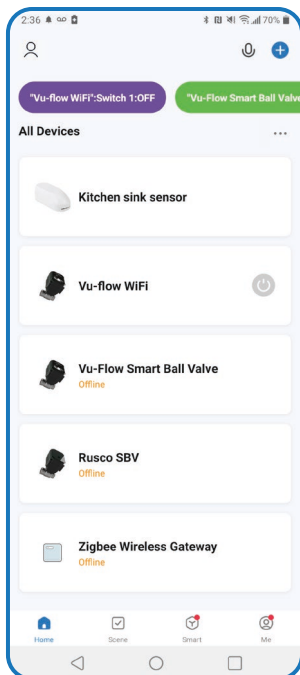 2:36 70%
"Vu-flow WiFi":Switch 1:OFF "Vu-Flow Smart Ball Valve
All Devices
Kitchen sink sensor
Vu-flow WiFi
Vu-Flow Smart Ball Valve
Offline
Rusco SBV
Offline
Zigbee Wireless Gateway
Offline
Home Scene Smart Me